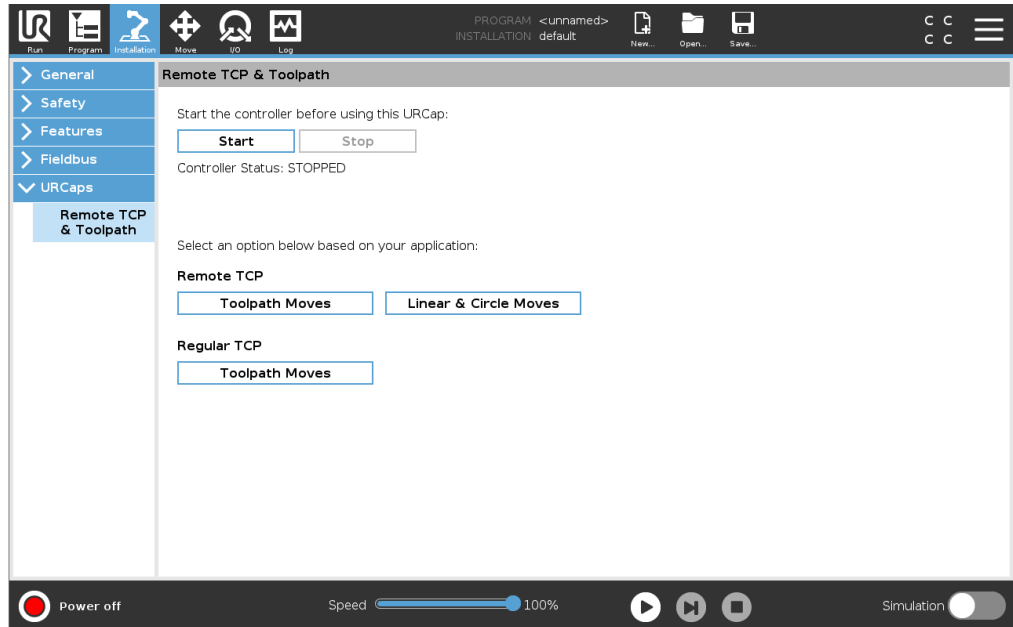 UR
Run
Program
Installation
Move
I/O
Log
PROGRAM <unnamed>
INSTALLATION default
New...
Open...
Save...
C C
C C
General
Safety
Features
Fieldbus
URCaps
Remote TCP
& Toolpath
Remote TCP & Toolpath
Start the controller before using this URCap:
Start Stop
Controller Status: STOPPED
Select an option below based on your application:
Remote TCP
Toolpath Moves Linear & Circle Moves
Regular TCP
Toolpath Moves
Power off
Speed 100%
Simulation